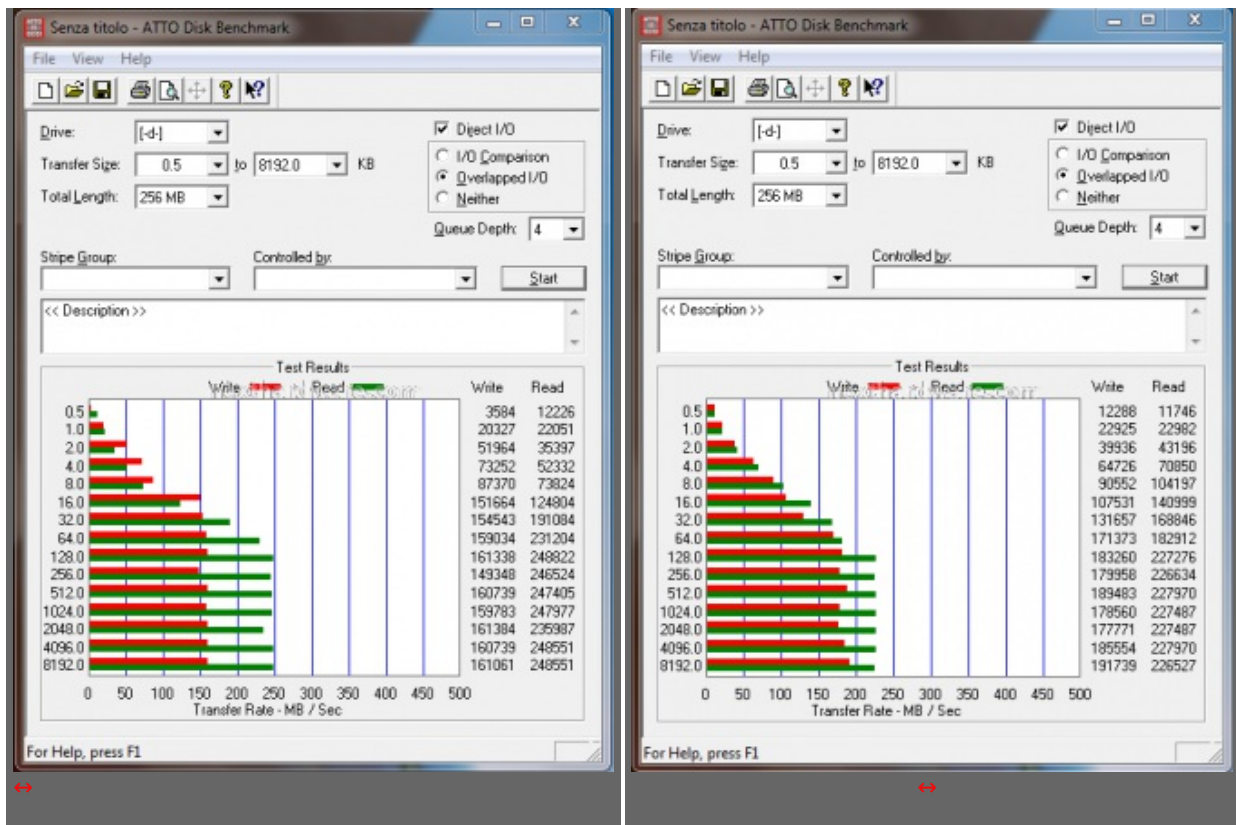 Senza titolo - ATTO Disk Benchmark
File View Help
Drive: [-d-]
Direct I/O
Transfer Size: 0.5 to 8192.0 KB
I/O Comparison
Overlapped I/O
Total Length: 256 MB
Neither
Queue Depth: 4
Stripe Group: Controlled by:
Start
<< Description >>
Test Results
Write Read Write Read
0.5 3584 12226
1.0 20327 22051
2.0 51964 35397
4.0 73252 52332
8.0 87370 73824
16.0 151664 124804
32.0 154543 191084
64.0 159034 231204
128.0 161338 248822
256.0 149348 246524
512.0 160739 247405
1024.0 159783 247977
2048.0 161384 235987
4096.0 160739 248551
8192.0 161061 248551
0 50 100 150 200 250 300 350 400 450 500
Transfer Rate - MB / Sec
For Help, press F1
Senza titolo - ATTO Disk Benchmark
File View Help
Drive: [-d-]
Direct I/O
Transfer Size: 0.5 to 8192.0 KB
I/O Comparison
Overlapped I/O
Total Length: 256 MB
Neither
Queue Depth: 4
Stripe Group: Controlled by:
Start
<< Description >>
Test Results
Write Read Write Read
0.5 12288 11746
1.0 22925 22982
2.0 39936 43196
4.0 64726 70850
8.0 90552 104197
16.0 107531 140999
32.0 131657 168846
64.0 171373 182912
128.0 183260 227276
256.0 179958 226634
512.0 189483 227970
1024.0 178560 227487
2048.0 177771 227487
4096.0 185554 227970
8192.0 191739 226527
0 50 100 150 200 250 300 350 400 450 500
Transfer Rate - MB / Sec
For Help, press F1